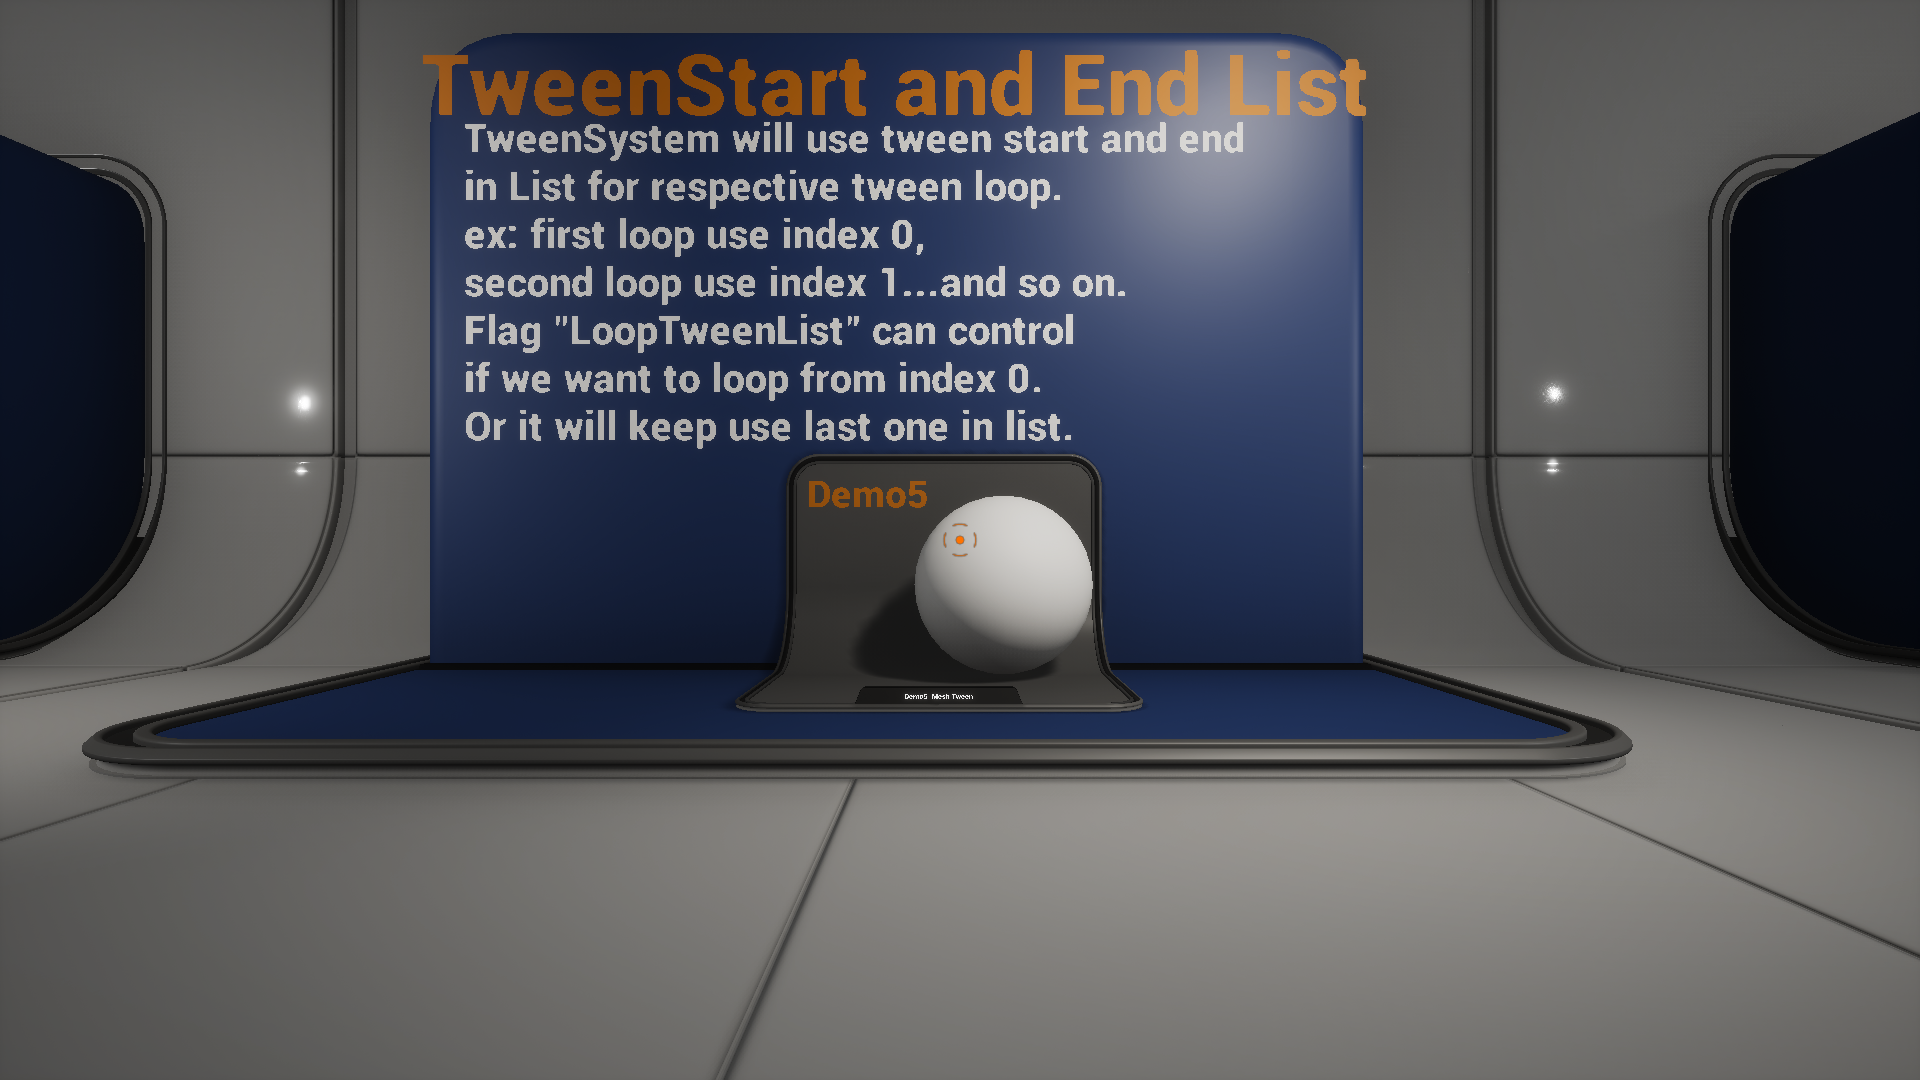 TweenStart and End List
TweenSystem will use tween start and end
in List for respective tween loop.
ex: first loop use index 0,
second loop use index 1...and so on.
Flag "LoopTweenList" can control
if we want to loop from index 0.
Or it will keep use last one in list.
Demo5
Demo5 Mesh Tween